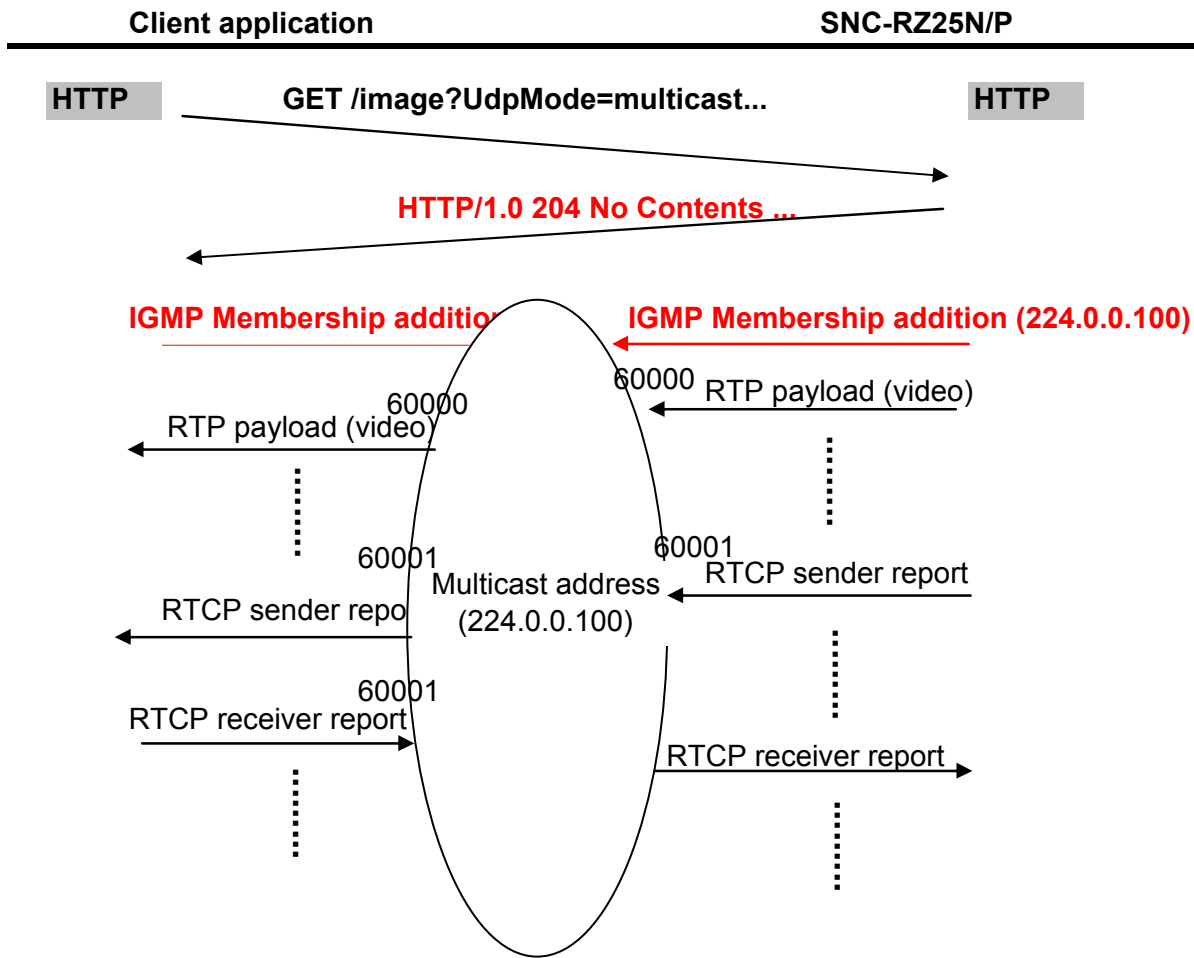 Client application
SNC-RZ25N/P
HTTP
GET /image?UdpMode=multicast...
HTTP
HTTP/1.0 204 No Contents ...
IGMP Membership addition
IGMP Membership addition (224.0.0.100)
60000
RTP payload (video)
60000
RTP payload (video)
60001
RTCP sender report
60001
Multicast address
(224.0.0.100)
RTCP sender repo
60001
RTCP receiver report
RTCP receiver report